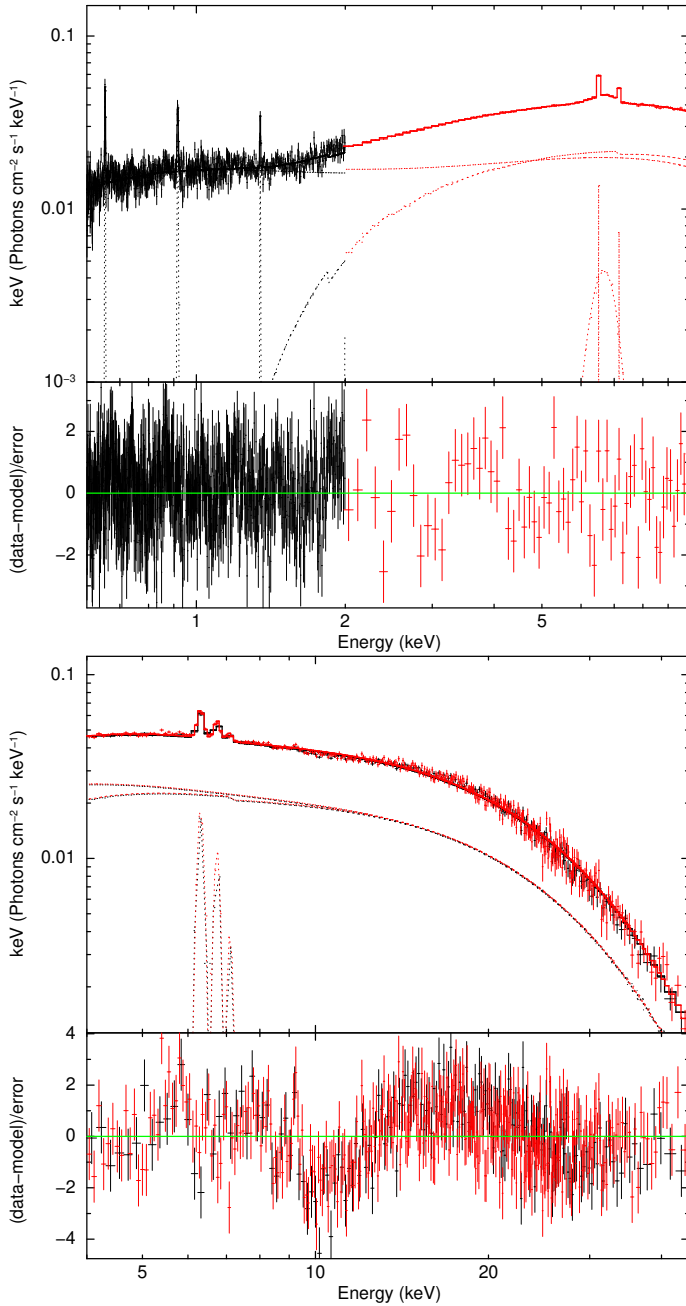 0.1
0.01
10⁻³
keV (Photons cm⁻² s⁻¹ keV⁻¹)
2
0
−2
(data−model)/error
1 2 5
Energy (keV)
0.1
0.01
keV (Photons cm⁻² s⁻¹ keV⁻¹)
4
2
0
−2
−4
(data−model)/error
5 10 20
Energy (keV)